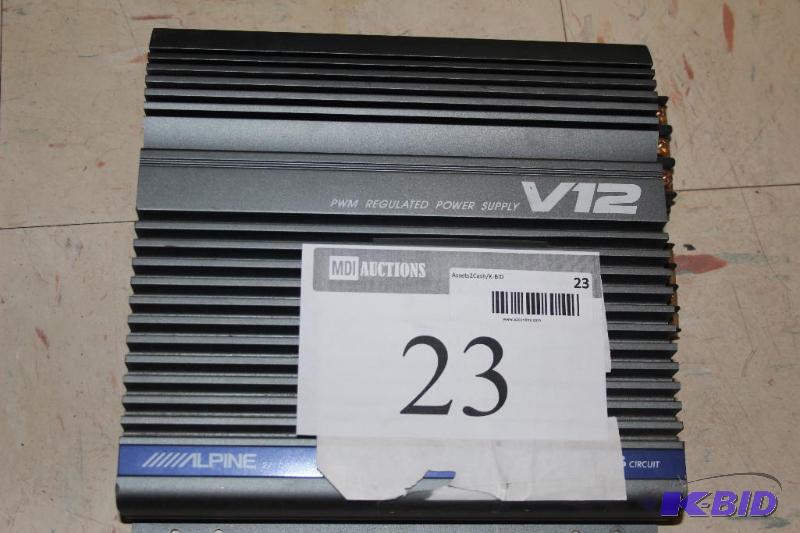 PWM REGULATED POWER SUPPLY V12
MDI AUCTIONS
Assets2Cash/K-BID
23
23
ALPINE
CIRCUIT
K-BID